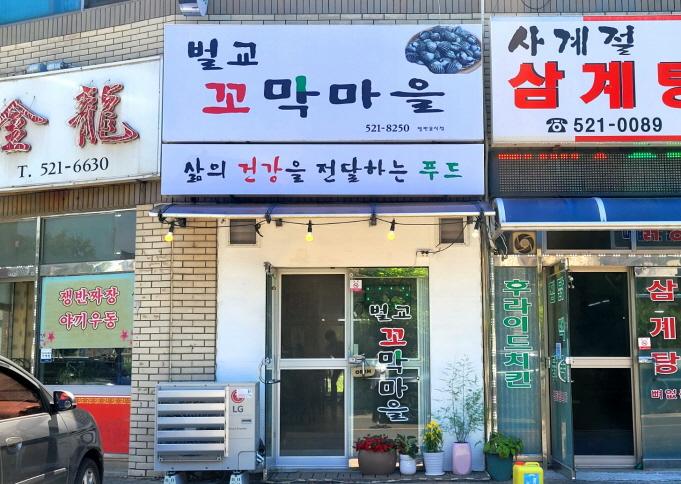 金龍
T. 521-6630
쟁반짜장
야끼우동
벌교
꼬막마을
521-8250
삶의 건강을 전달하는 푸드
LG
벌교
꼬막마을
OPEN
사계절
삼계탕
☎ 521-0089
후라이드치킨
삼계탕